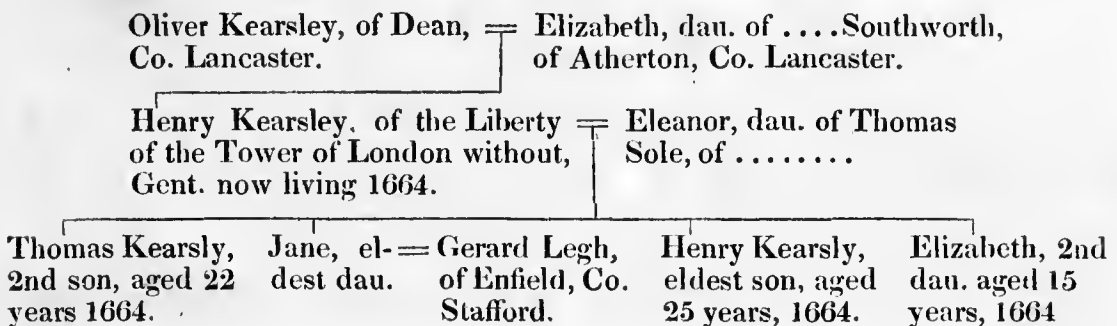 Oliver Kearsley, of Dean, = Elizabeth, dau. of ....Southworth,
Co. Lancaster. of Atherton, Co. Lancaster.
Henry Kearsley, of the Liberty = Eleanor, dau. of Thomas
of the Tower of London without, Sole, of ........
Gent. now living 1664.
Thomas Kearsly,
2nd son, aged 22
years 1664.
Jane, el- =
dest dau.
Gerard Legh,
of Enfield, Co.
Stafford.
Henry Kearsly,
eldest son, aged
25 years, 1664.
Elizabeth, 2nd
dau. aged 15
years, 1664